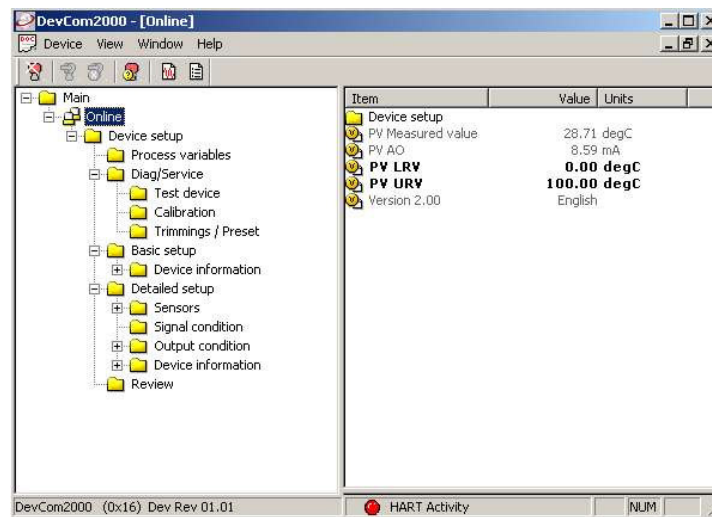 DevCom2000 - [Online]
Device View Window Help
Main
Online
Device setup
Process variables
Diag/Service
Test device
Calibration
Trimmings / Preset
Basic setup
Device information
Detailed setup
Sensors
Signal condition
Output condition
Device information
Review
Item Value Units
Device setup
PV Measured value 28.71 degC
PV AO 8.59 mA
PV LRV 0.00 degC
PV URV 100.00 degC
Version 2.00 English
DevCom2000 (0x16) Dev Rev 01.01
HART Activity
NUM